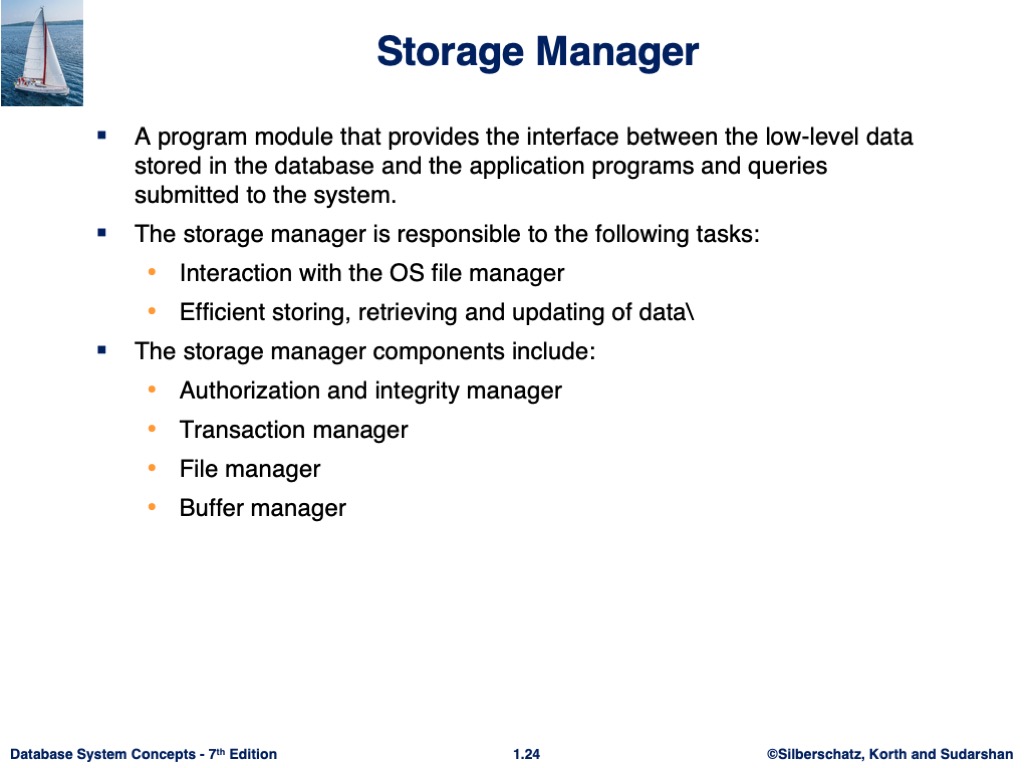 Storage Manager
▪ A program module that provides the interface between the low-level data
stored in the database and the application programs and queries
submitted to the system.
▪ The storage manager is responsible to the following tasks:
• Interaction with the OS file manager
• Efficient storing, retrieving and updating of data\
▪ The storage manager components include:
• Authorization and integrity manager
• Transaction manager
• File manager
• Buffer manager
Database System Concepts - 7th Edition
1.24
©Silberschatz, Korth and Sudarshan